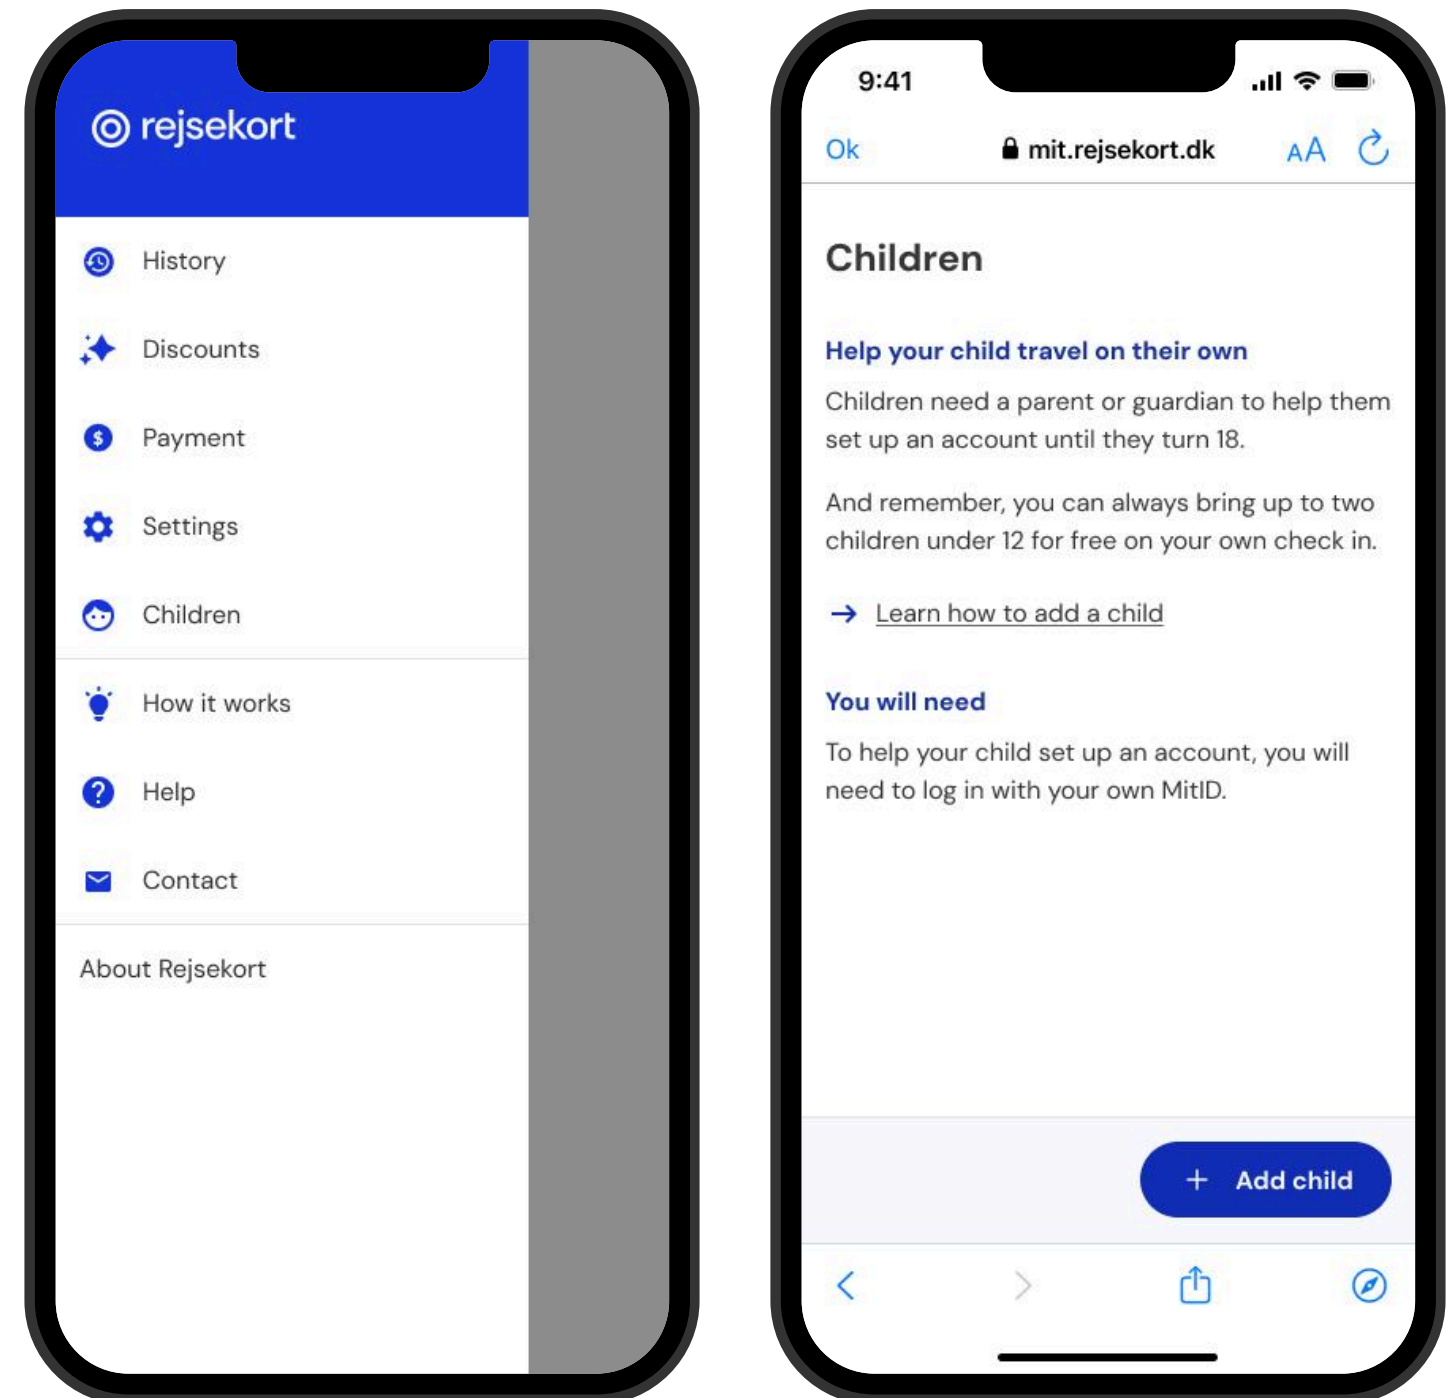 rejsekort
History
Discounts
Payment
Settings
Children
How it works
Help
Contact
About Rejsekort
9:41
Ok mit.rejsekort.dk AA
Children
Help your child travel on their own
Children need a parent or guardian to help them
set up an account until they turn 18.
And remember, you can always bring up to two
children under 12 for free on your own check in.
Learn how to add a child
You will need
To help your child set up an account, you will
need to log in with your own MitID.
+ Add child